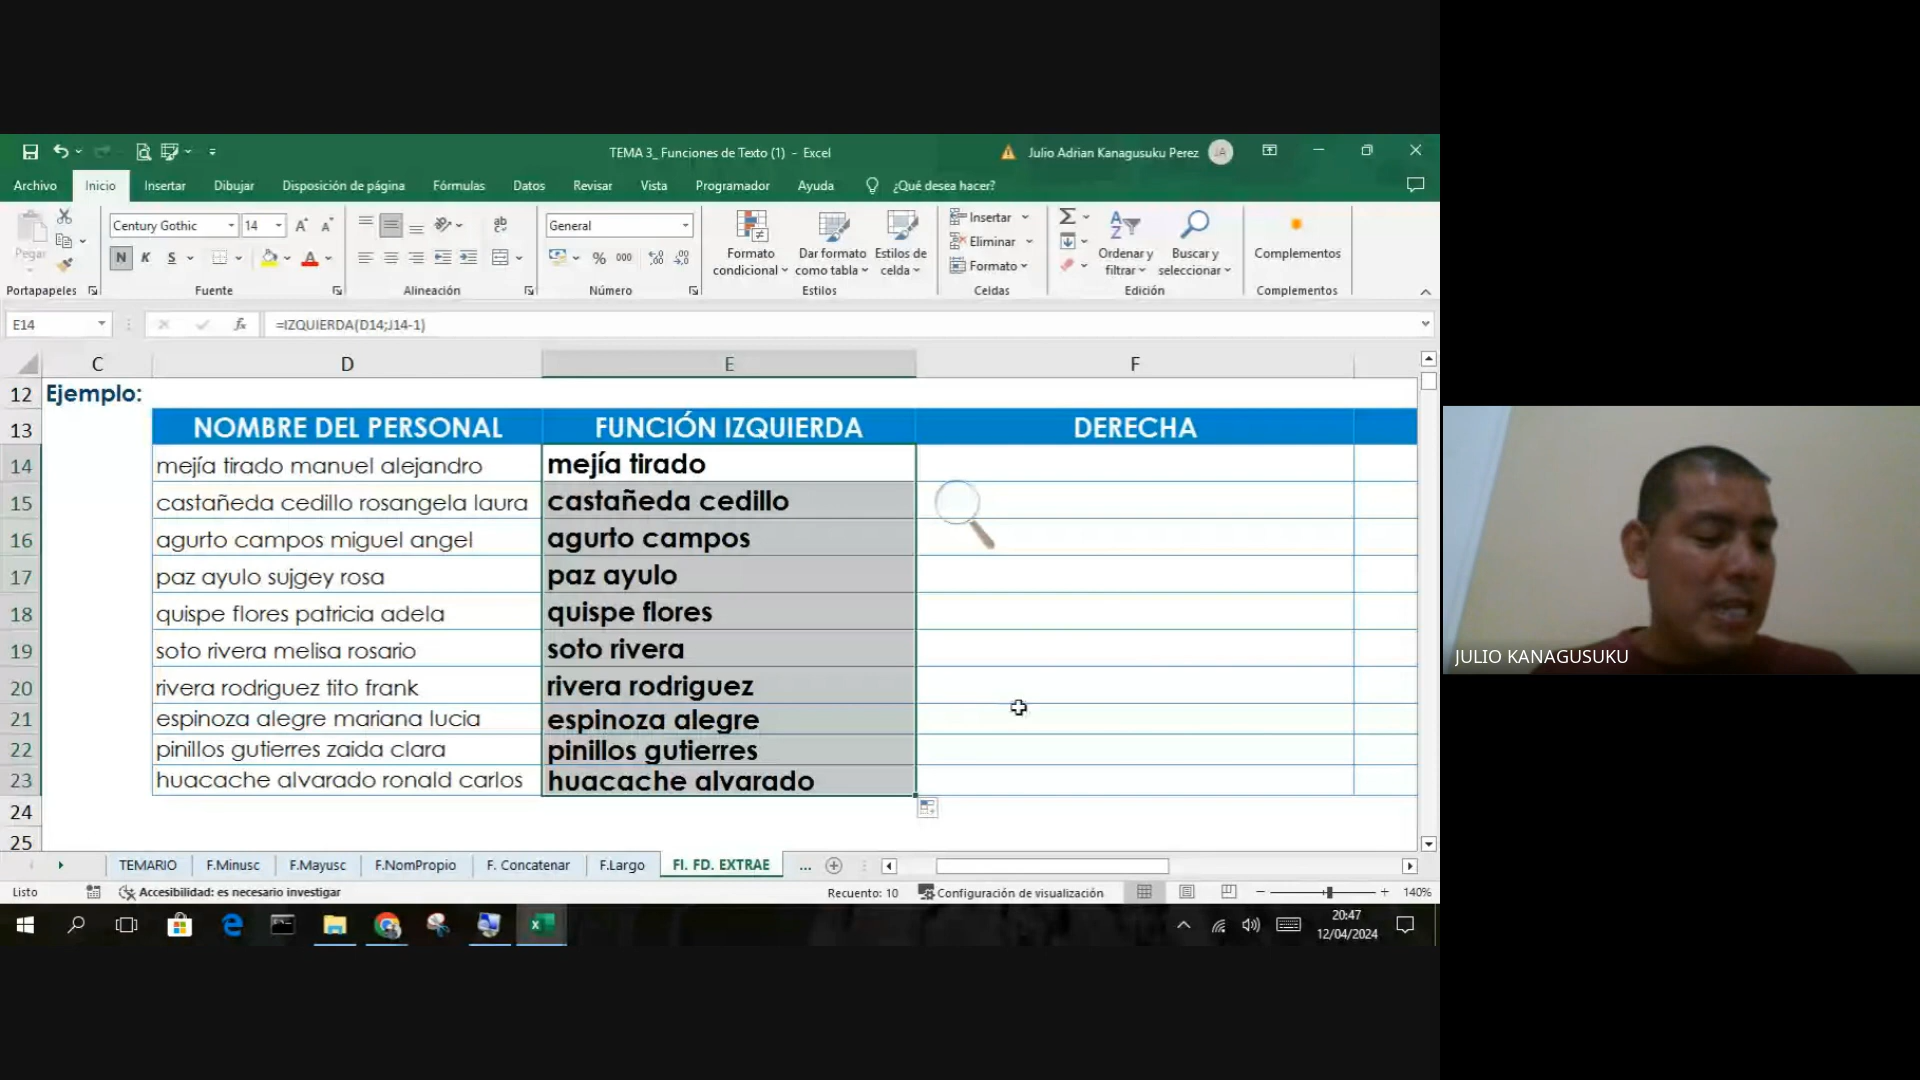 TEMA 3_ Funciones de Texto (1) - Excel
Julio Adrian Kanagusuku Perez
JA
Archivo Inicio Insertar Dibujar Disposición de página Fórmulas Datos Revisar Vista Programador Ayuda ¿Qué desea hacer?
Pegar
Century Gothic 14
N K S
General
% 000
Formato condicional
Dar formato como tabla
Estilos de celda
Insertar
Eliminar
Formato
Ordenar y filtrar
Buscar y seleccionar
Complementos
Portapapeles Fuente Alineación Número Estilos Celdas Edición Complementos
E14 fx =IZQUIERDA(D14;J14-1)
C D E F
12 Ejemplo:
13 NOMBRE DEL PERSONAL FUNCIÓN IZQUIERDA DERECHA
14 mejía tirado manuel alejandro mejía tirado
15 castañeda cedillo rosangela laura castañeda cedillo
16 agurto campos miguel angel agurto campos
17 paz ayulo sujgey rosa paz ayulo
18 quispe flores patricia adela quispe flores
19 soto rivera melisa rosario soto rivera
20 rivera rodriguez tito frank rivera rodriguez
21 espinoza alegre mariana lucia espinoza alegre
22 pinillos gutierres zaida clara pinillos gutierres
23 huacache alvarado ronald carlos huacache alvarado
24
25
TEMARIO F.Minusc F.Mayusc F.NomPropio F. Concatenar F.Largo FI. FD. EXTRAE ...
Listo Accesibilidad: es necesario investigar Recuento: 10 Configuración de visualización 140%
20:47
12/04/2024
JULIO KANAGUSUKU